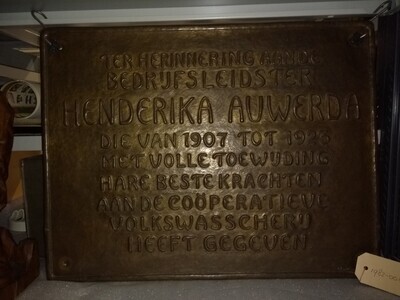 TER HERINNERING AAN DE
BEDRIJFSLEIDSTER
HENDERIKA AUWERDA
DIE VAN 1907 TOT
MET VOLLE TOEWIJDING
HARE BESTE KRACHTEN
AAN DE COÖPERATIEVE
VOLKSWASSCHERIJ
HEEFT GEGEVEN